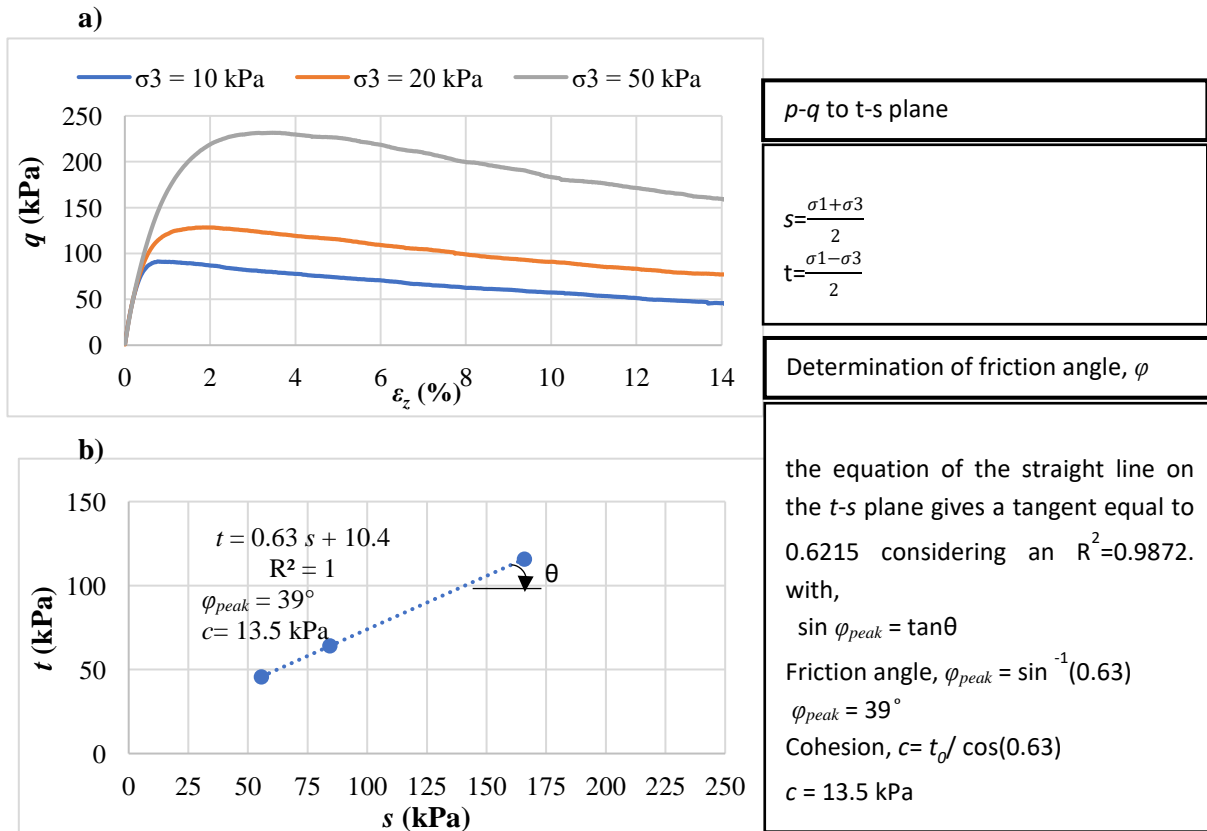 a)
σ3 = 10 kPa σ3 = 20 kPa σ3 = 50 kPa
250
200
150
100
50
0
q (kPa)
0 2 4 6 8 10 12 14
εz (%)
p-q to t-s plane
s=σ1+σ3/2
t=σ1−σ3/2
Determination of friction angle, φ
the equation of the straight line on
the t-s plane gives a tangent equal to
0.6215 considering an R²=0.9872.
with,
sin φpeak = tanθ
Friction angle, φpeak = sin -1(0.63)
φpeak = 39°
Cohesion, c= t0/ cos(0.63)
c = 13.5 kPa
b)
0 25 50 75 100 125 150 175 200 225 250
150
100
50
0
t (kPa)
t = 0.63 s + 10.4
R² = 1
φpeak = 39°
c= 13.5 kPa
θ
s (kPa)